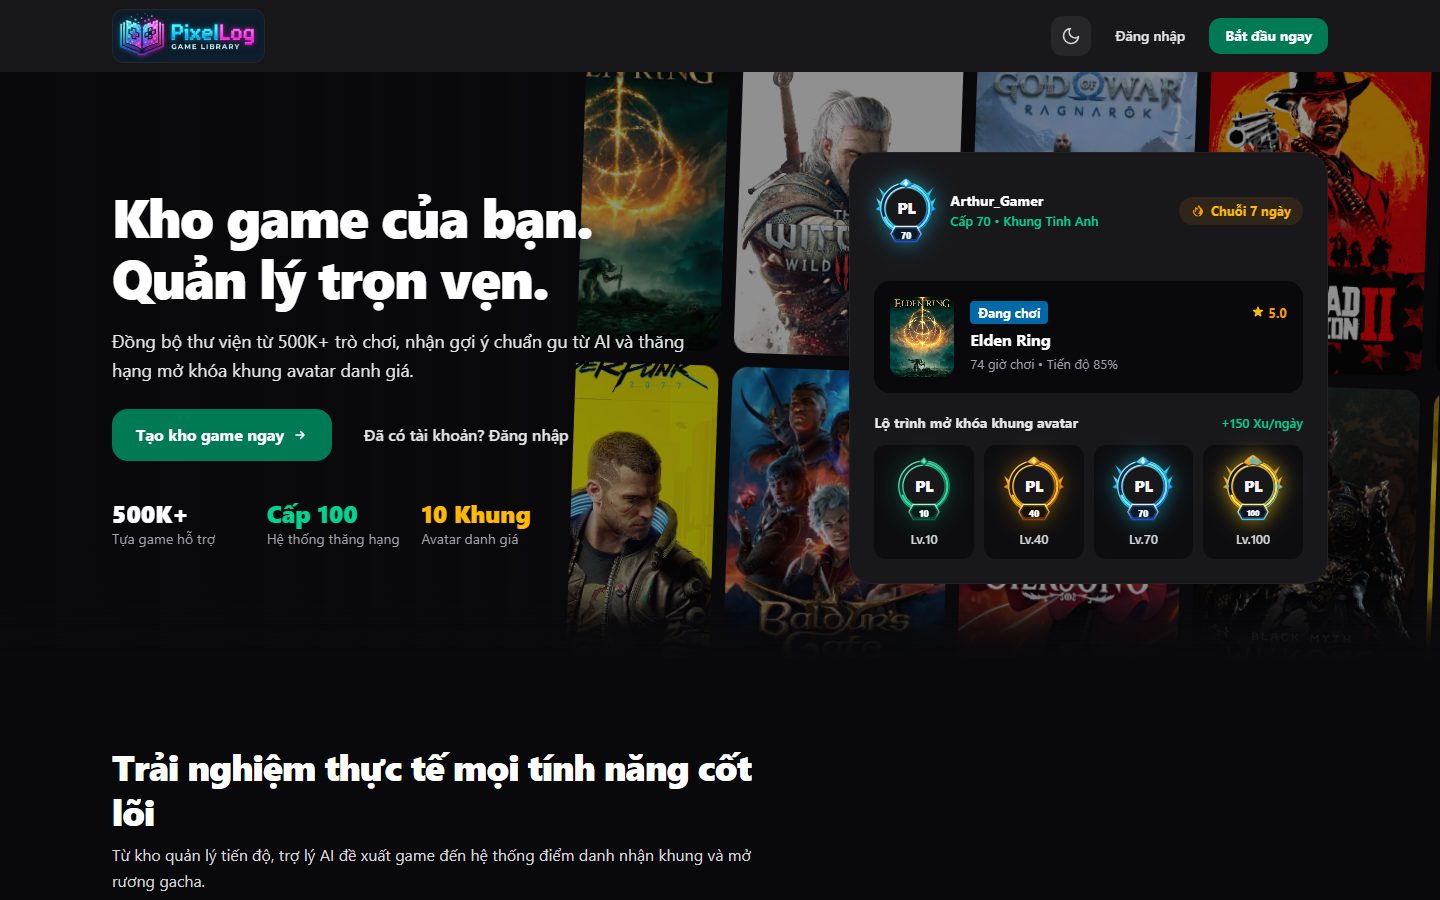 PixelLog
GAME LIBRARY
Đăng nhập
Bắt đầu ngay
Kho game của bạn.
Quản lý trọn vẹn.
Đồng bộ thư viện từ 500K+ trò chơi, nhận gợi ý chuẩn gu từ AI và thăng
hạng mở khóa khung avatar danh giá.
Tạo kho game ngay →
Đã có tài khoản? Đăng nhập
500K+
Tựa game hỗ trợ
Cấp 100
Hệ thống thăng hạng
10 Khung
Avatar danh giá
GOD OF WAR
RAGNARÖK
WILD
2077
BALDUR'S
GATE
BLACK MYTH
II
PL
70
Arthur_Gamer
Cấp 70 • Khung Tinh Anh
Chuỗi 7 ngày
ELDEN RING
Đang chơi
5.0
Elden Ring
74 giờ chơi • Tiến độ 85%
Lộ trình mở khóa khung avatar
+150 Xu/ngày
PL
10
Lv.10
PL
40
Lv.40
PL
70
Lv.70
PL
100
Lv.100
Trải nghiệm thực tế mọi tính năng cốt
lõi
Từ kho quản lý tiến độ, trợ lý AI đề xuất game đến hệ thống điểm danh nhận khung và mở
rương gacha.